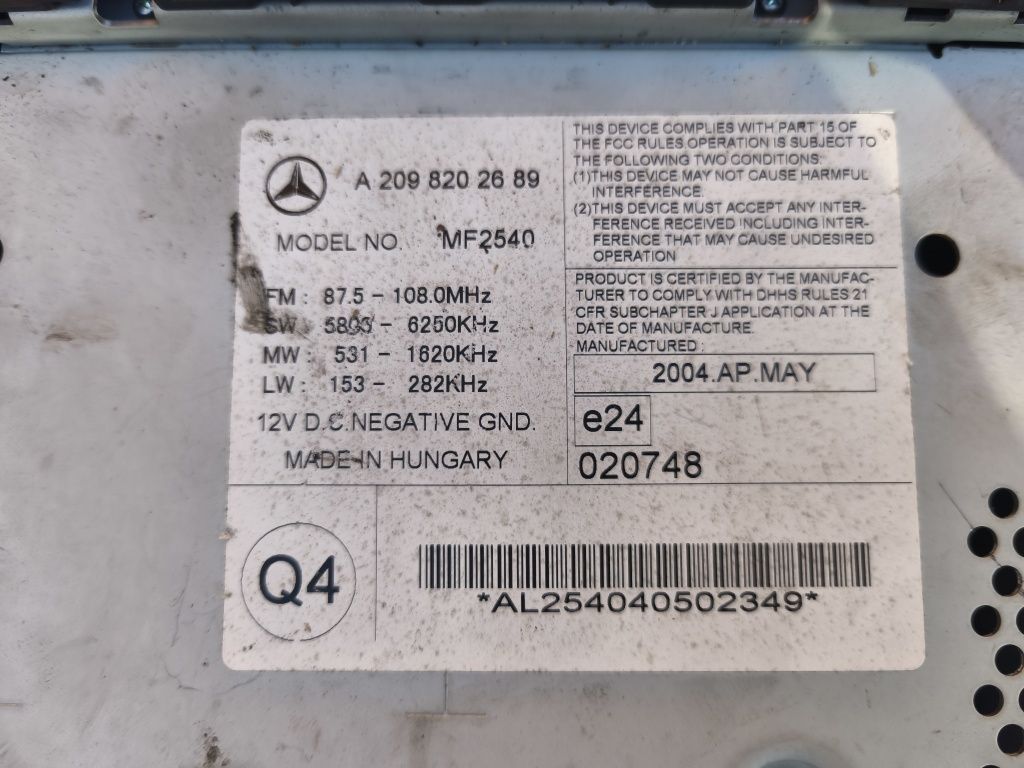 A 209 820 26 89
MODEL NO. MF2540
FM : 87.5 - 108.0MHz
SW : - 6250KHz
MW : 531 - 1620KHz
LW : 153 - 282KHz
12V D.C.NEGATIVE GND.
MADE IN HUNGARY
THIS DEVICE COMPLIES WITH PART 15 OF
THE FCC RULES OPERATION IS SUBJECT TO
THE FOLLOWING TWO CONDITIONS:
(1)THIS DEVICE MAY NOT CAUSE HARMFUL
INTERFERENCE.
(2)THIS DEVICE MUST ACCEPT ANY INTER-
FERENCE RECEIVED INCLUDING INTER-
FERENCE THAT MAY CAUSE UNDESIRED
OPERATION
PRODUCT IS CERTIFIED BY THE MANUFAC-
TURER TO COMPLY WITH DHHS RULES 21
CFR SUBCHAPTER J APPLICATION AT THE
DATE OF MANUFACTURE.
MANUFACTURED :
2004.AP.MAY
e24
020748
Q4
*AL254040502349*